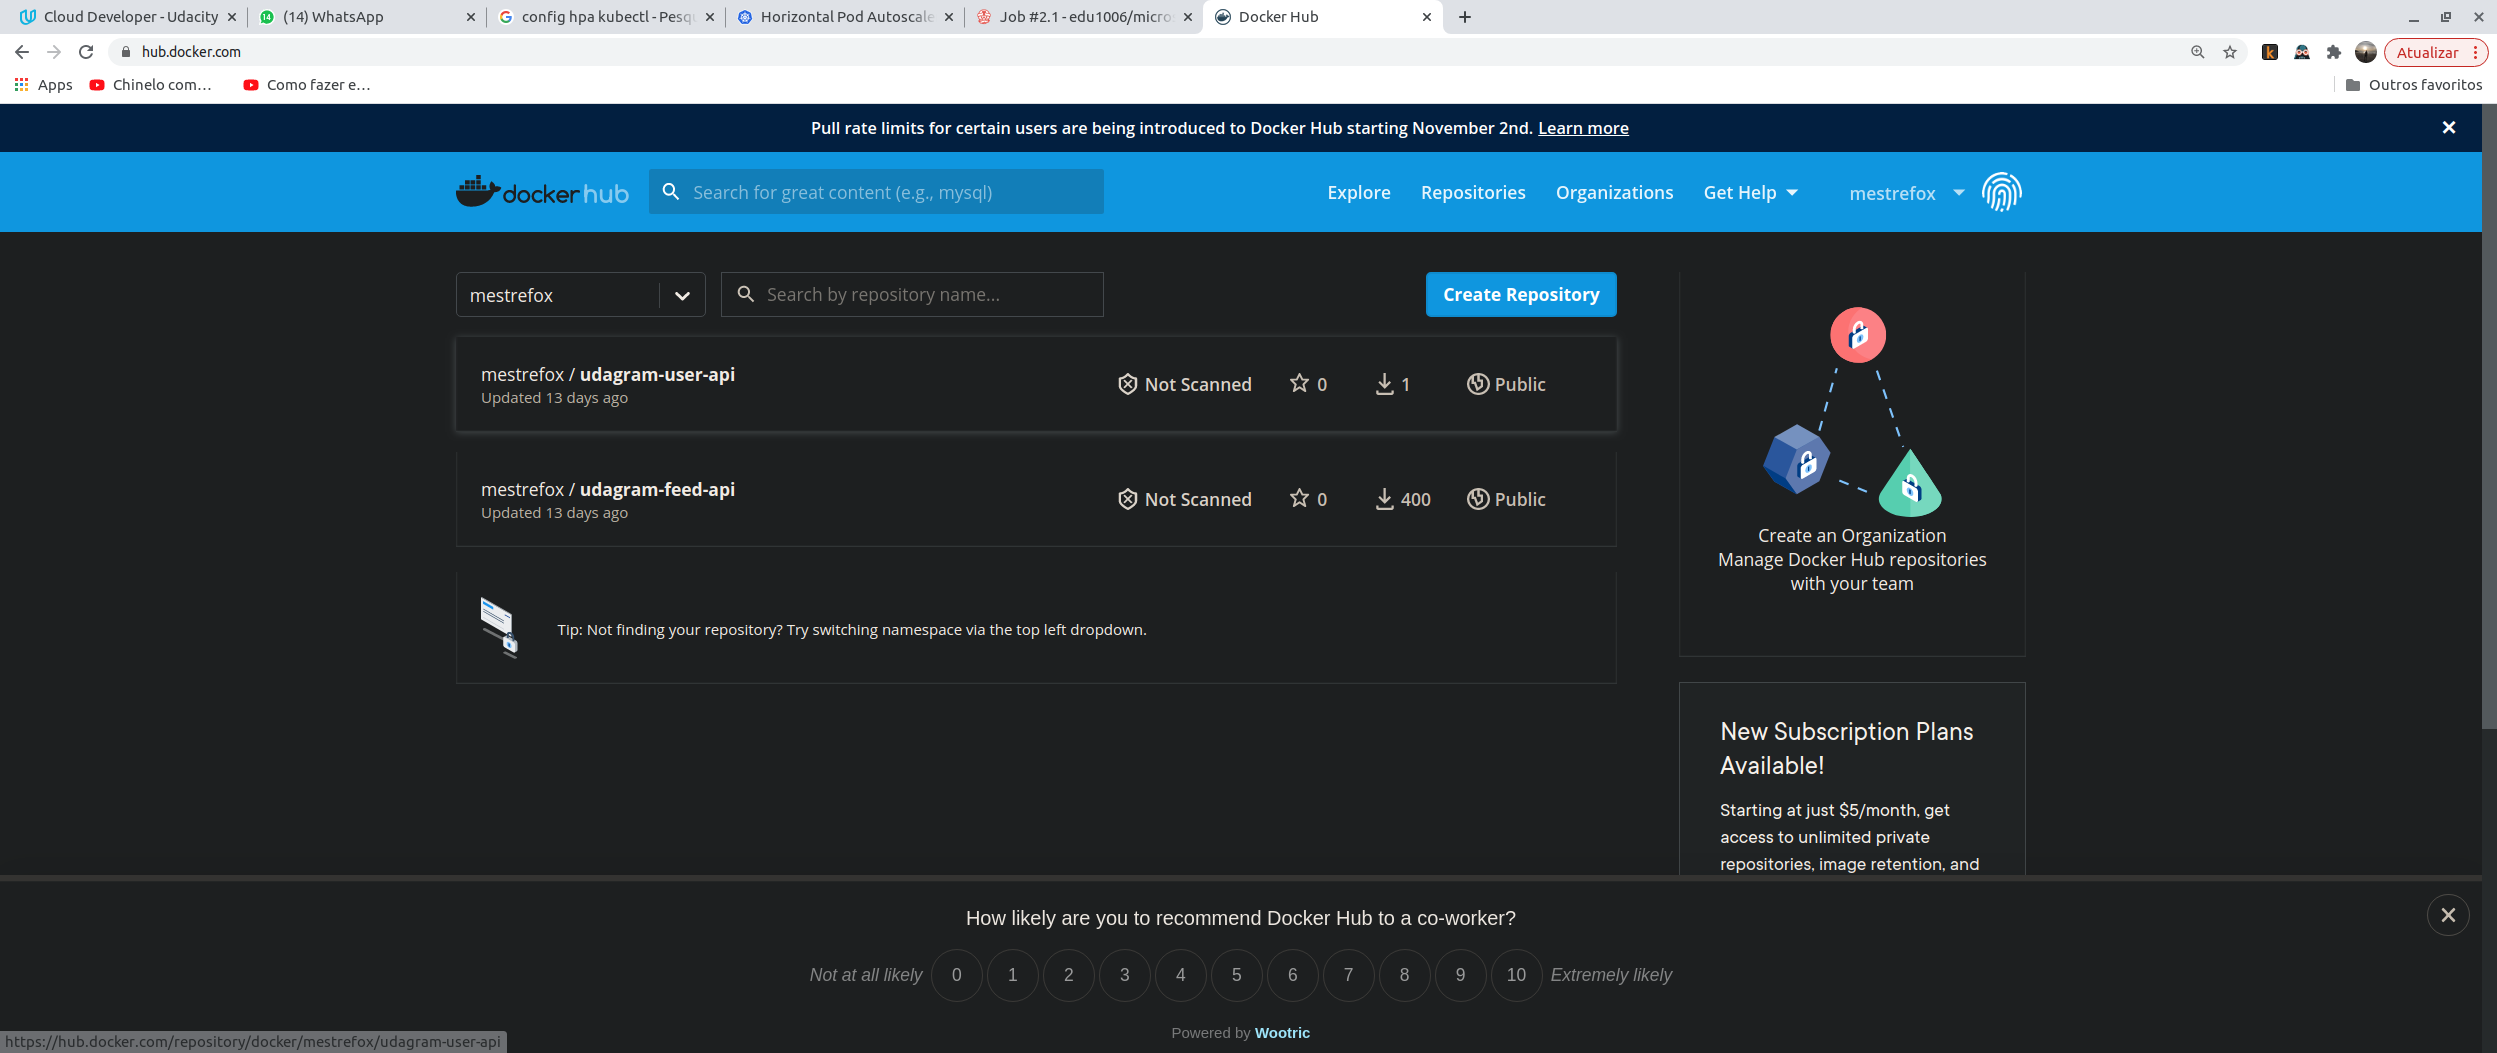 Cloud Developer - Udacity
(14) WhatsApp
config hpa kubectl - Pesq
Horizontal Pod Autoscale
Job #2.1 - edu1006/micro
Docker Hub
hub.docker.com
Atualizar
Apps
Chinelo com...
Como fazer e...
Outros favoritos
Pull rate limits for certain users are being introduced to Docker Hub starting November 2nd. Learn more
docker hub
Search for great content (e.g., mysql)
Explore
Repositories
Organizations
Get Help
mestrefox
mestrefox
Search by repository name...
Create Repository
mestrefox / udagram-user-api
Updated 13 days ago
Not Scanned
0
1
Public
mestrefox / udagram-feed-api
Updated 13 days ago
Not Scanned
0
400
Public
Tip: Not finding your repository? Try switching namespace via the top left dropdown.
Create an Organization
Manage Docker Hub repositories
with your team
New Subscription Plans
Available!
Starting at just $5/month, get
access to unlimited private
repositories, image retention, and
How likely are you to recommend Docker Hub to a co-worker?
Not at all likely 0 1 2 3 4 5 6 7 8 9 10 Extremely likely
Powered by Wootric
https://hub.docker.com/repository/docker/mestrefox/udagram-user-api